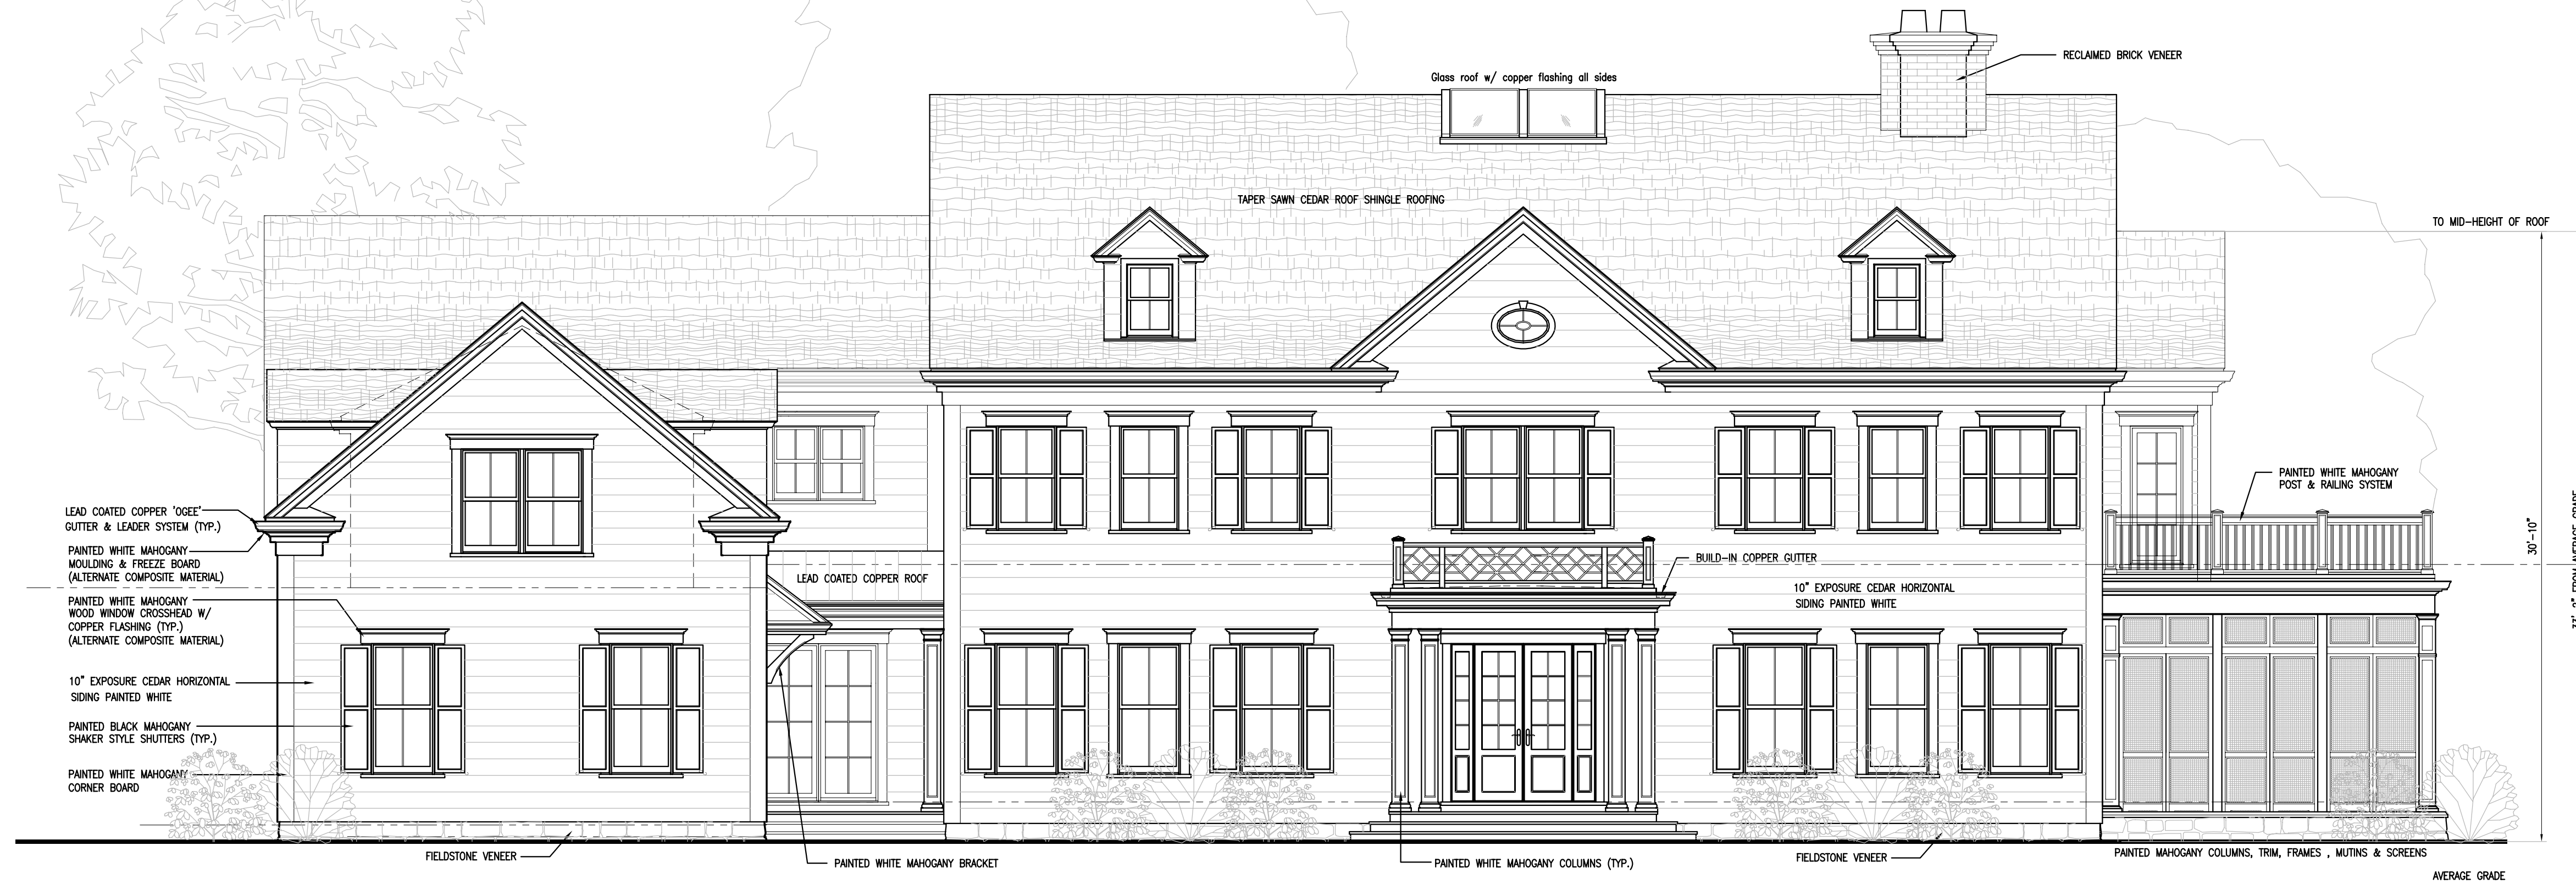 RECLAIMED BRICK VENEER
Glass roof w/ copper flashing all sides
TAPER SAWN CEDAR ROOF SHINGLE ROOFING
TO MID-HEIGHT OF ROOF
PAINTED WHITE MAHOGANY
POST & RAILING SYSTEM
LEAD COATED COPPER 'OGEE'
GUTTER & LEADER SYSTEM (TYP.)
PAINTED WHITE MAHOGANY
MOULDING & FREEZE BOARD
(ALTERNATE COMPOSITE MATERIAL)
PAINTED WHITE MAHOGANY
WOOD WINDOW CROSSHEAD W/
COPPER FLASHING (TYP.)
(ALTERNATE COMPOSITE MATERIAL)
10" EXPOSURE CEDAR HORIZONTAL
SIDING PAINTED WHITE
PAINTED BLACK MAHOGANY
SHAKER STYLE SHUTTERS (TYP.)
PAINTED WHITE MAHOGANY
CORNER BOARD
LEAD COATED COPPER ROOF
BUILD-IN COPPER GUTTER
10" EXPOSURE CEDAR HORIZONTAL
SIDING PAINTED WHITE
30'-10"
FROM AVERAGE GRADE
FIELDSTONE VENEER
PAINTED WHITE MAHOGANY BRACKET
PAINTED WHITE MAHOGANY COLUMNS (TYP.)
FIELDSTONE VENEER
PAINTED MAHOGANY COLUMNS, TRIM, FRAMES , MUTINS & SCREENS
AVERAGE GRADE